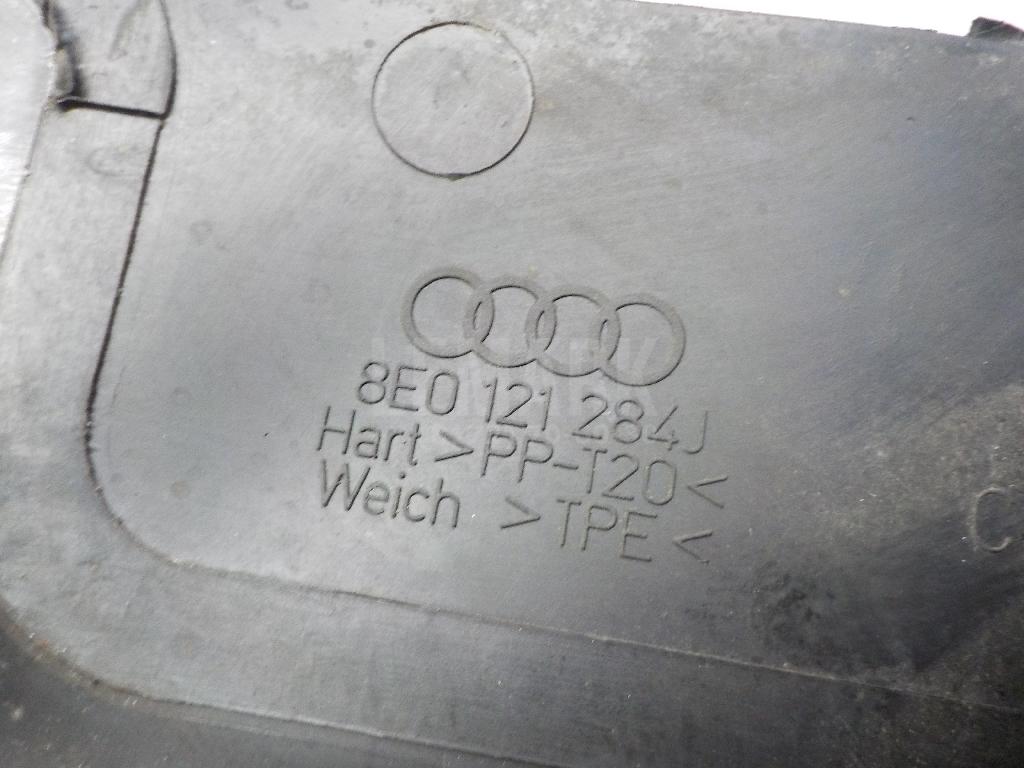 8E0 121 284J
Hart >PP-T20<
Weich >TPE<
C